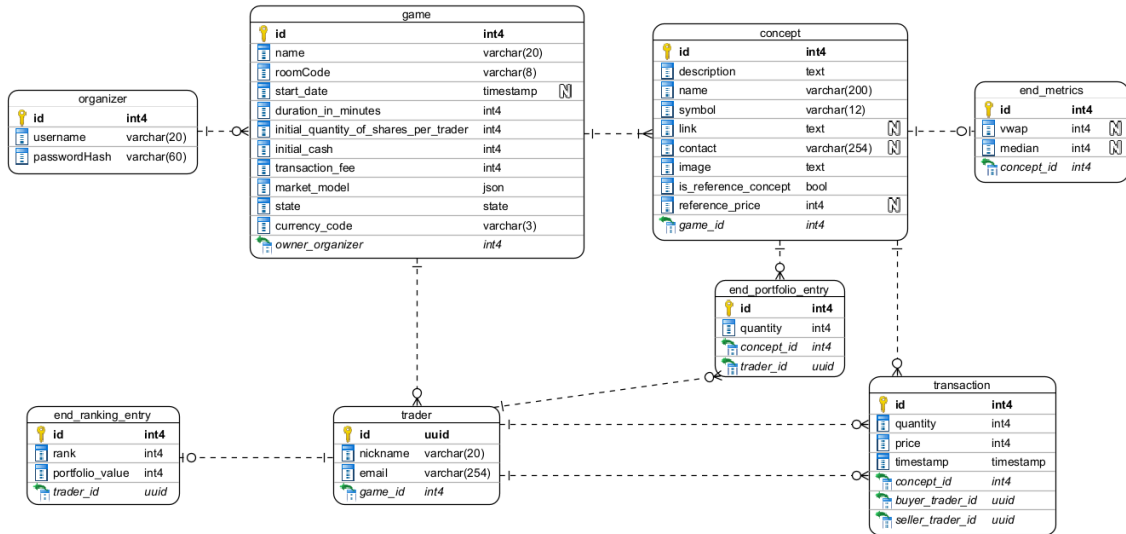 game
id int4
name varchar(20)
roomCode varchar(8)
start_date timestamp N
duration_in_minutes int4
initial_quantity_of_shares_per_trader int4
initial_cash int4
transaction_fee int4
market_model json
state state
currency_code varchar(3)
owner_organizer int4
concept
id int4
description text
name varchar(200)
symbol varchar(12)
link text N
contact varchar(254) N
image text
is_reference_concept bool
reference_price int4 N
game_id int4
organizer
id int4
username varchar(20)
passwordHash varchar(60)
end_metrics
id int4
vwap int4 N
median int4 N
concept_id int4
end_portfolio_entry
id int4
quantity int4
concept_id int4
trader_id uuid
end_ranking_entry
id int4
rank int4
portfolio_value int4
trader_id uuid
trader
id uuid
nickname varchar(20)
email varchar(254)
game_id int4
transaction
id int4
quantity int4
price int4
timestamp timestamp
concept_id int4
buyer_trader_id uuid
seller_trader_id uuid